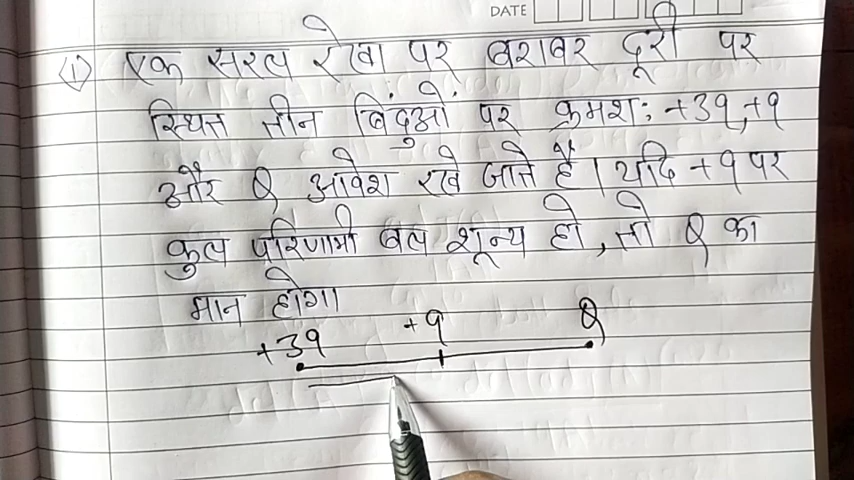 DATE
(1) एक सरल रेखा पर बराबर दूरी पर
स्थित तीन बिंदुओं पर क्रमशः +3q, +q
और Q आवेश रखे जाते हैं। यदि +q पर
कुल परिणामी बल शून्य हो, तो Q का
मान होगा
+3q +q Q